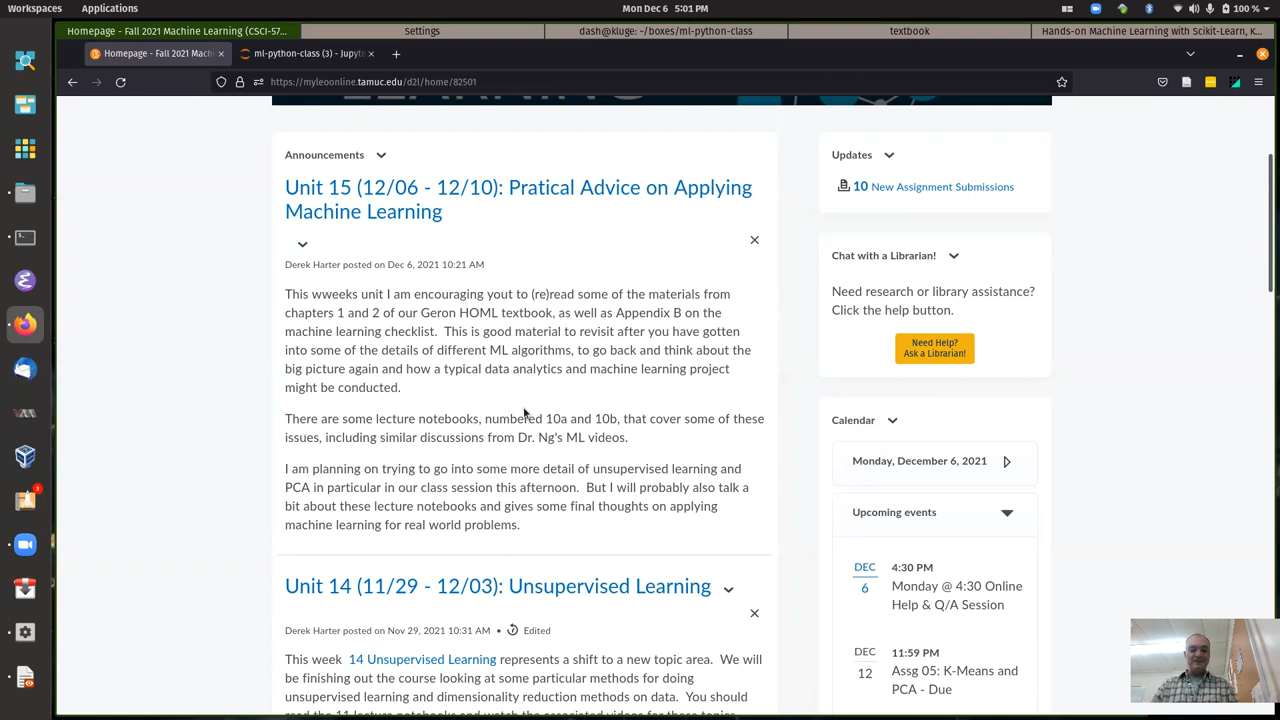 Workspaces
Applications
Mon Dec 6 5:01 PM
100 %
Homepage - Fall 2021 Machine Learning (CSCI-57...
Settings
dash@kluge: ~/boxes/ml-python-class
textbook
Hands-on Machine Learning with Scikit-Learn, K...
Homepage - Fall 2021 Mach
ml-python-class (3) - Jupyte
https://myleoonline.tamuc.edu/d2l/home/82501
Announcements
Unit 15 (12/06 - 12/10): Pratical Advice on Applying
Machine Learning
Derek Harter posted on Dec 6, 2021 10:21 AM
This wweeks unit I am encouraging yout to (re)read some of the materials from
chapters 1 and 2 of our Geron HOML textbook, as well as Appendix B on the
machine learning checklist. This is good material to revisit after you have gotten
into some of the details of different ML algorithms, to go back and think about the
big picture again and how a typical data analytics and machine learning project
might be conducted.
There are some lecture notebooks, numbered 10a and 10b, that cover some of these
issues, including similar discussions from Dr. Ng's ML videos.
I am planning on trying to go into some more detail of unsupervised learning and
PCA in particular in our class session this afternoon. But I will probably also talk a
bit about these lecture notebooks and gives some final thoughts on applying
machine learning for real world problems.
Unit 14 (11/29 - 12/03): Unsupervised Learning
Derek Harter posted on Nov 29, 2021 10:31 AM • Edited
This week 14 Unsupervised Learning represents a shift to a new topic area. We will
be finishing out the course looking at some particular methods for doing
unsupervised learning and dimensionality reduction methods on data. You should
read the 11 lecture notebooks and watch the associated videos for these topics
Updates
10 New Assignment Submissions
Chat with a Librarian!
Need research or library assistance?
Click the help button.
Need Help?
Ask a Librarian!
Calendar
Monday, December 6, 2021
Upcoming events
DEC
6
4:30 PM
Monday @ 4:30 Online
Help & Q/A Session
DEC
12
11:59 PM
Assg 05: K-Means and
PCA - Due
3